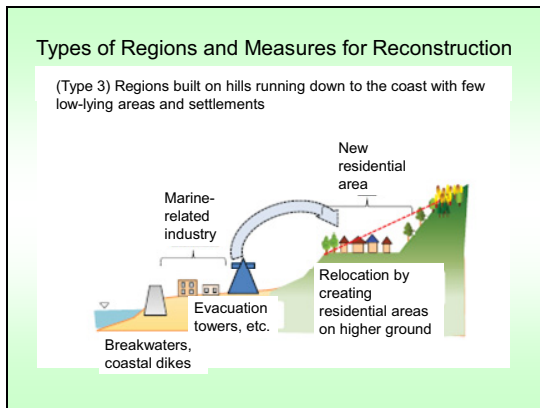 Types of Regions and Measures for Reconstruction
(Type 3) Regions built on hills running down to the coast with few
low-lying areas and settlements
New
residential
area
Marine-
related
industry
Relocation by
creating
residential areas
on higher ground
Evacuation
towers, etc.
Breakwaters,
coastal dikes